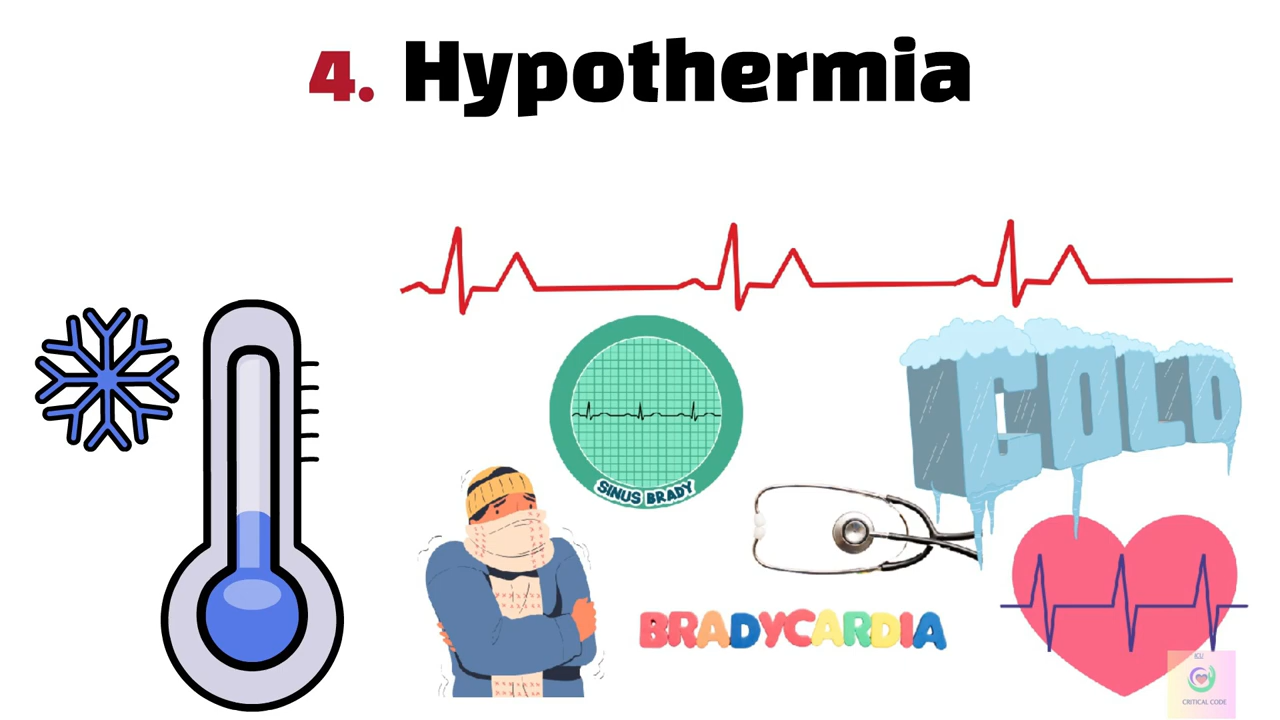 4. Hypothermia
COLD
SINUS BRADY
BRADYCARDIA
ICU
CRITICAL CODE